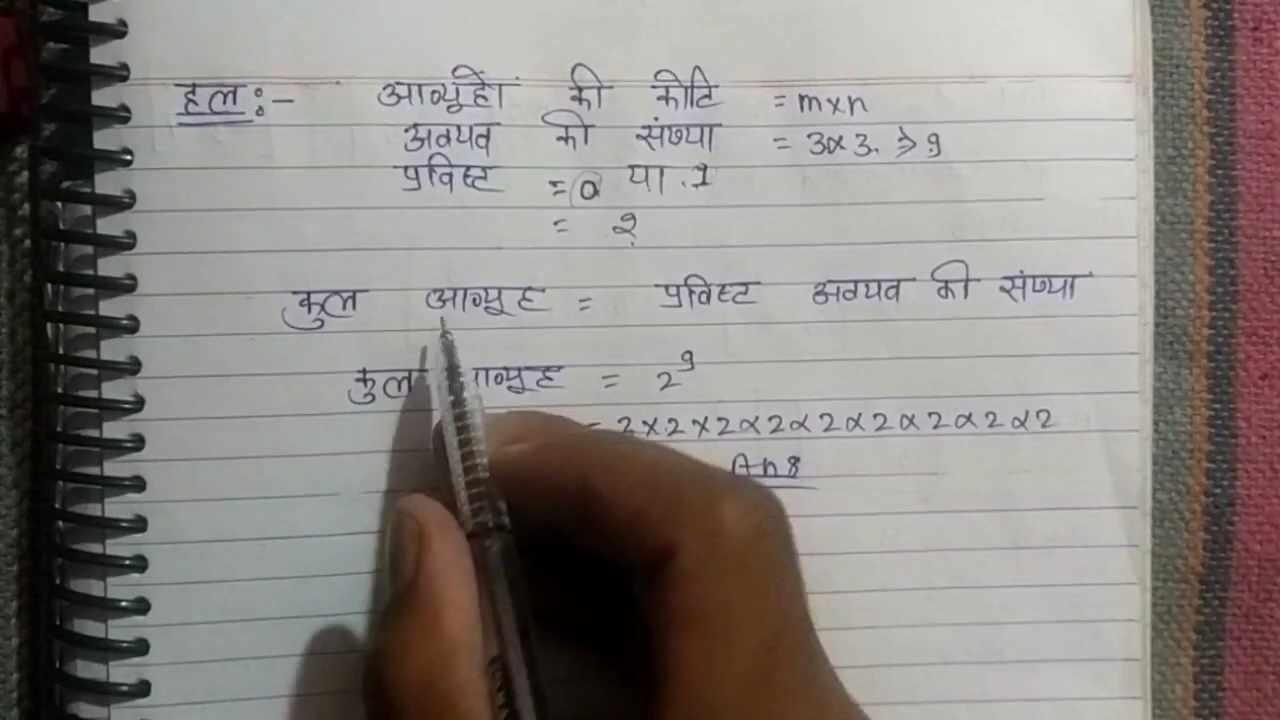 हलः- आव्यूहों की कोटि = m×n
अवयव की संख्या = 3×3. ⇒ 9
प्रविष्ट = 0 या .1
= 2
कुल आव्यूह = प्रविष्ट अवयव की संख्या
कुल आव्यूह = 2⁹
= 2×2×2×2×2×2×2×2×2
Ans